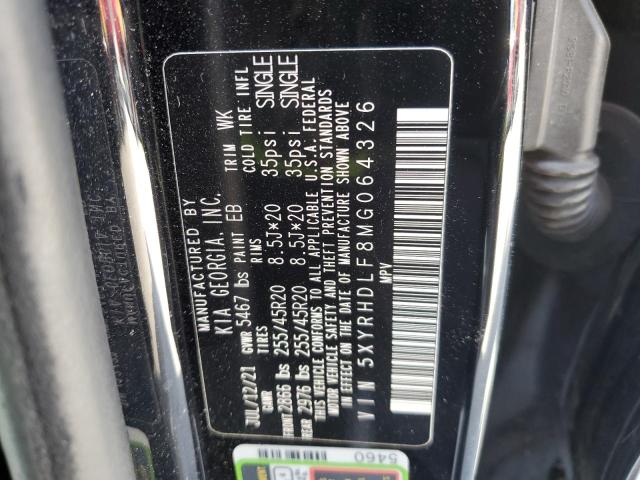 MANUFACTURED BY
KIA GEORGIA, INC.
JUL/12/21 GVWR 5467 lbs PAINT EB TRIM WK
GAWR TIRES RIMS COLD TIRE INFL
FRONT 2866 lbs 255/45R20 8.5J*20 35psi SINGLE
REAR 2976 lbs 255/45R20 8.5J*20 35psi SINGLE
THIS VEHICLE CONFORMS TO ALL APPLICABLE U.S.A. FEDERAL
MOTOR VEHICLE SAFETY AND THEFT PREVENTION STANDARDS
IN EFFECT ON THE DATE OF MANUFACTURE SHOWN ABOVE
VIN 5XYRHDLF8MG064326
MPV
5460